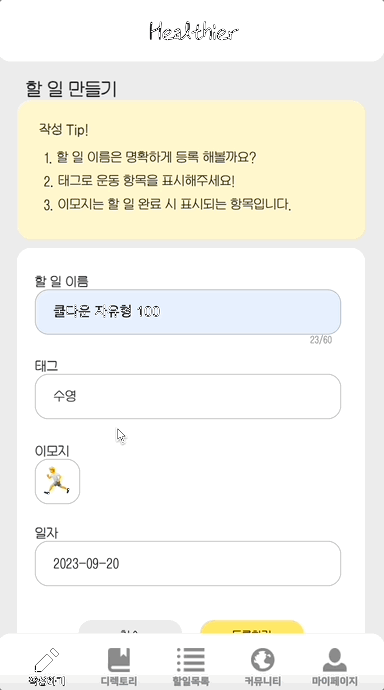 Healthier
할 일 만들기
작성 Tip!
1. 할 일 이름은 명확하게 등록 해볼까요?
2. 태그로 운동 항목을 표시해주세요!
3. 이모지는 할 일 완료 시 표시되는 항목입니다.
할 일 이름
쿨다운 자유형 100
23/60
태그
수영
이모지
일자
2023-09-20
작성하기 디렉토리 할일목록 커뮤니티 마이페이지